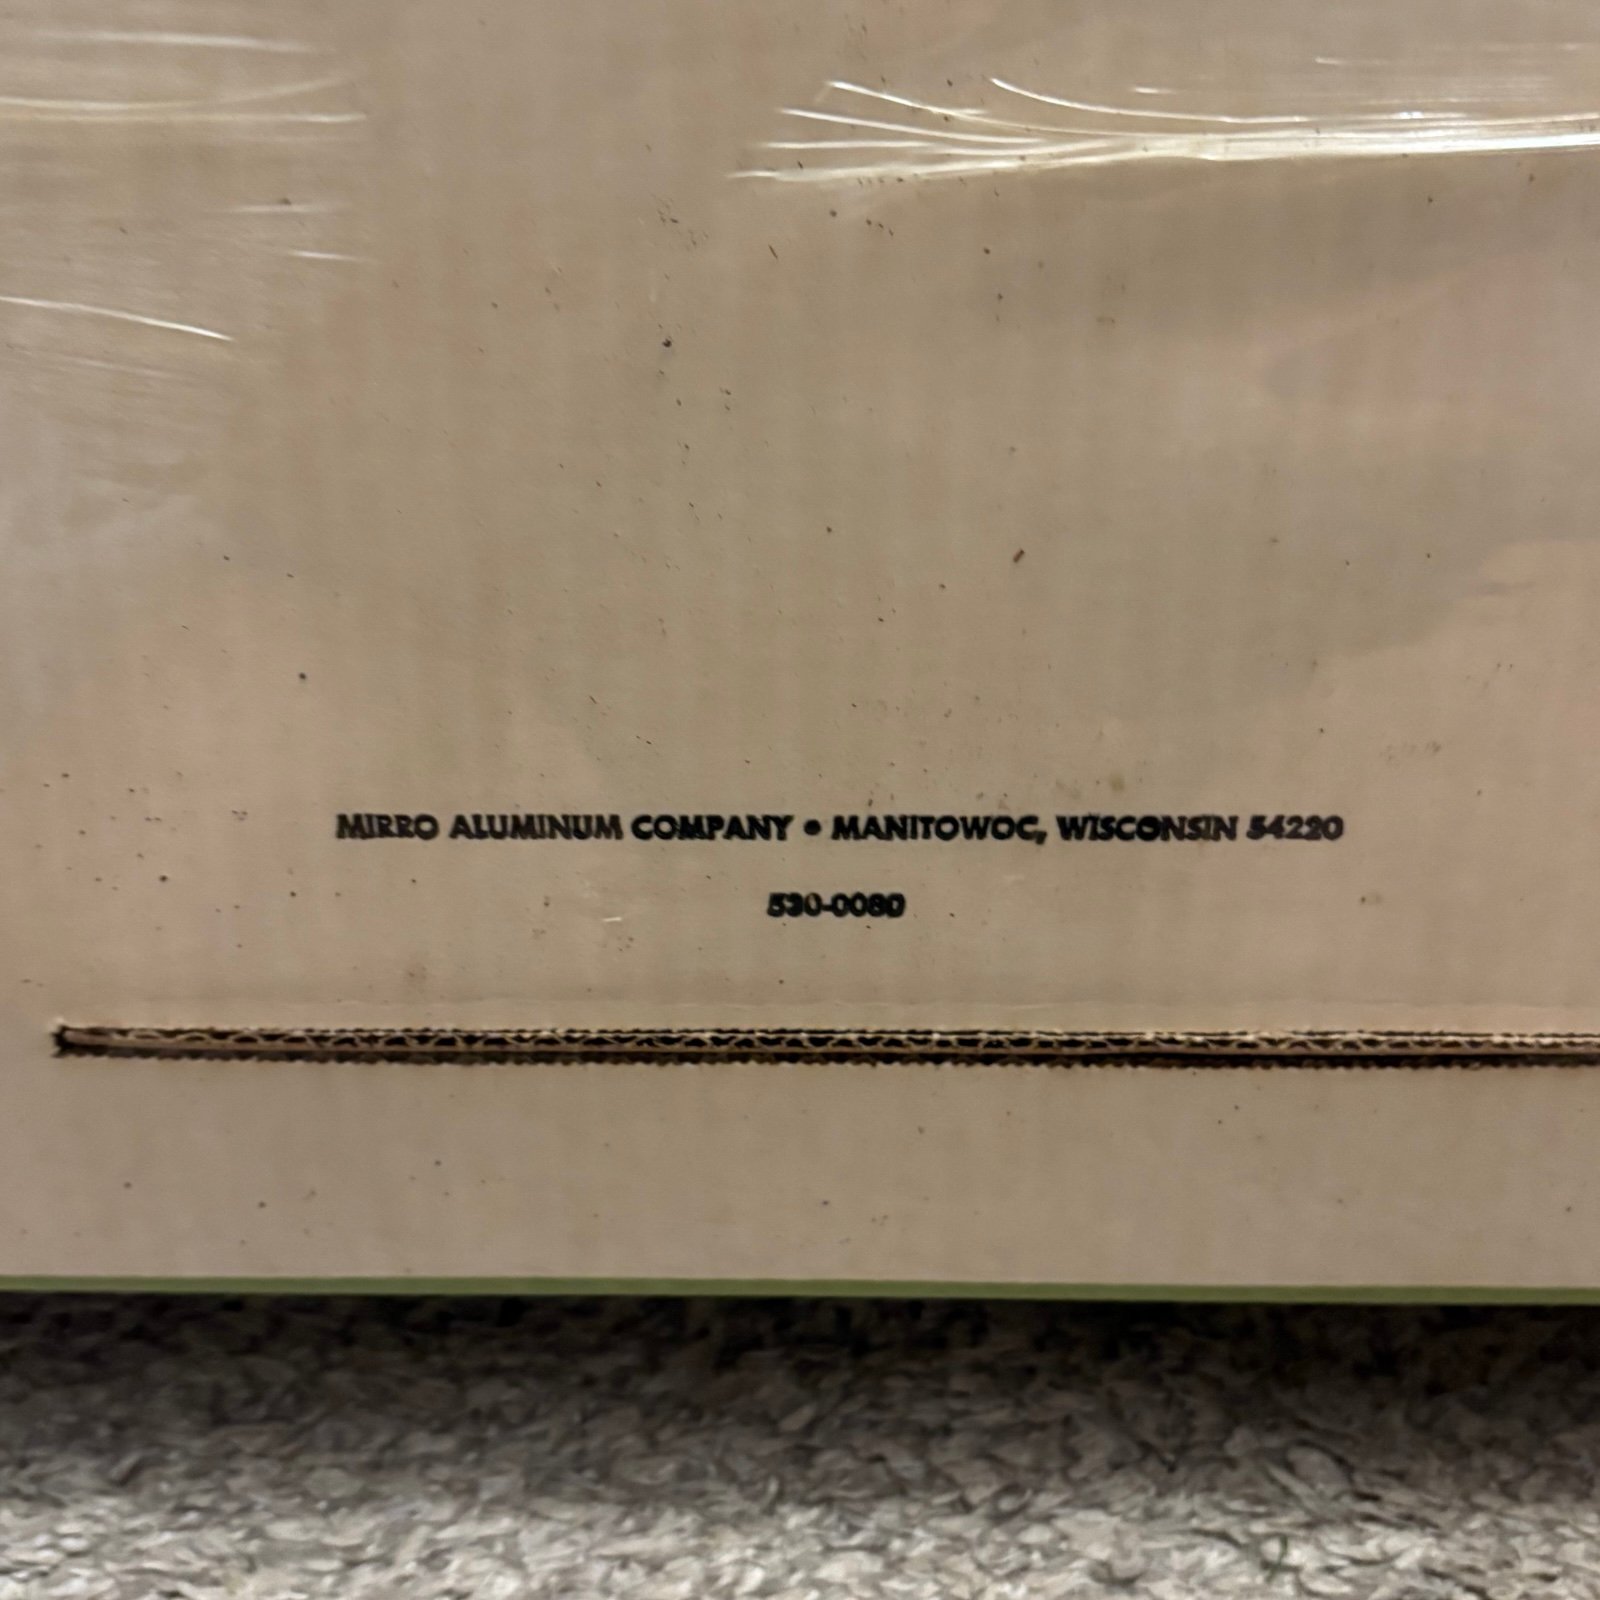 MIRRO ALUMINUM COMPANY • MANITOWOC, WISCONSIN 54220
530-0080